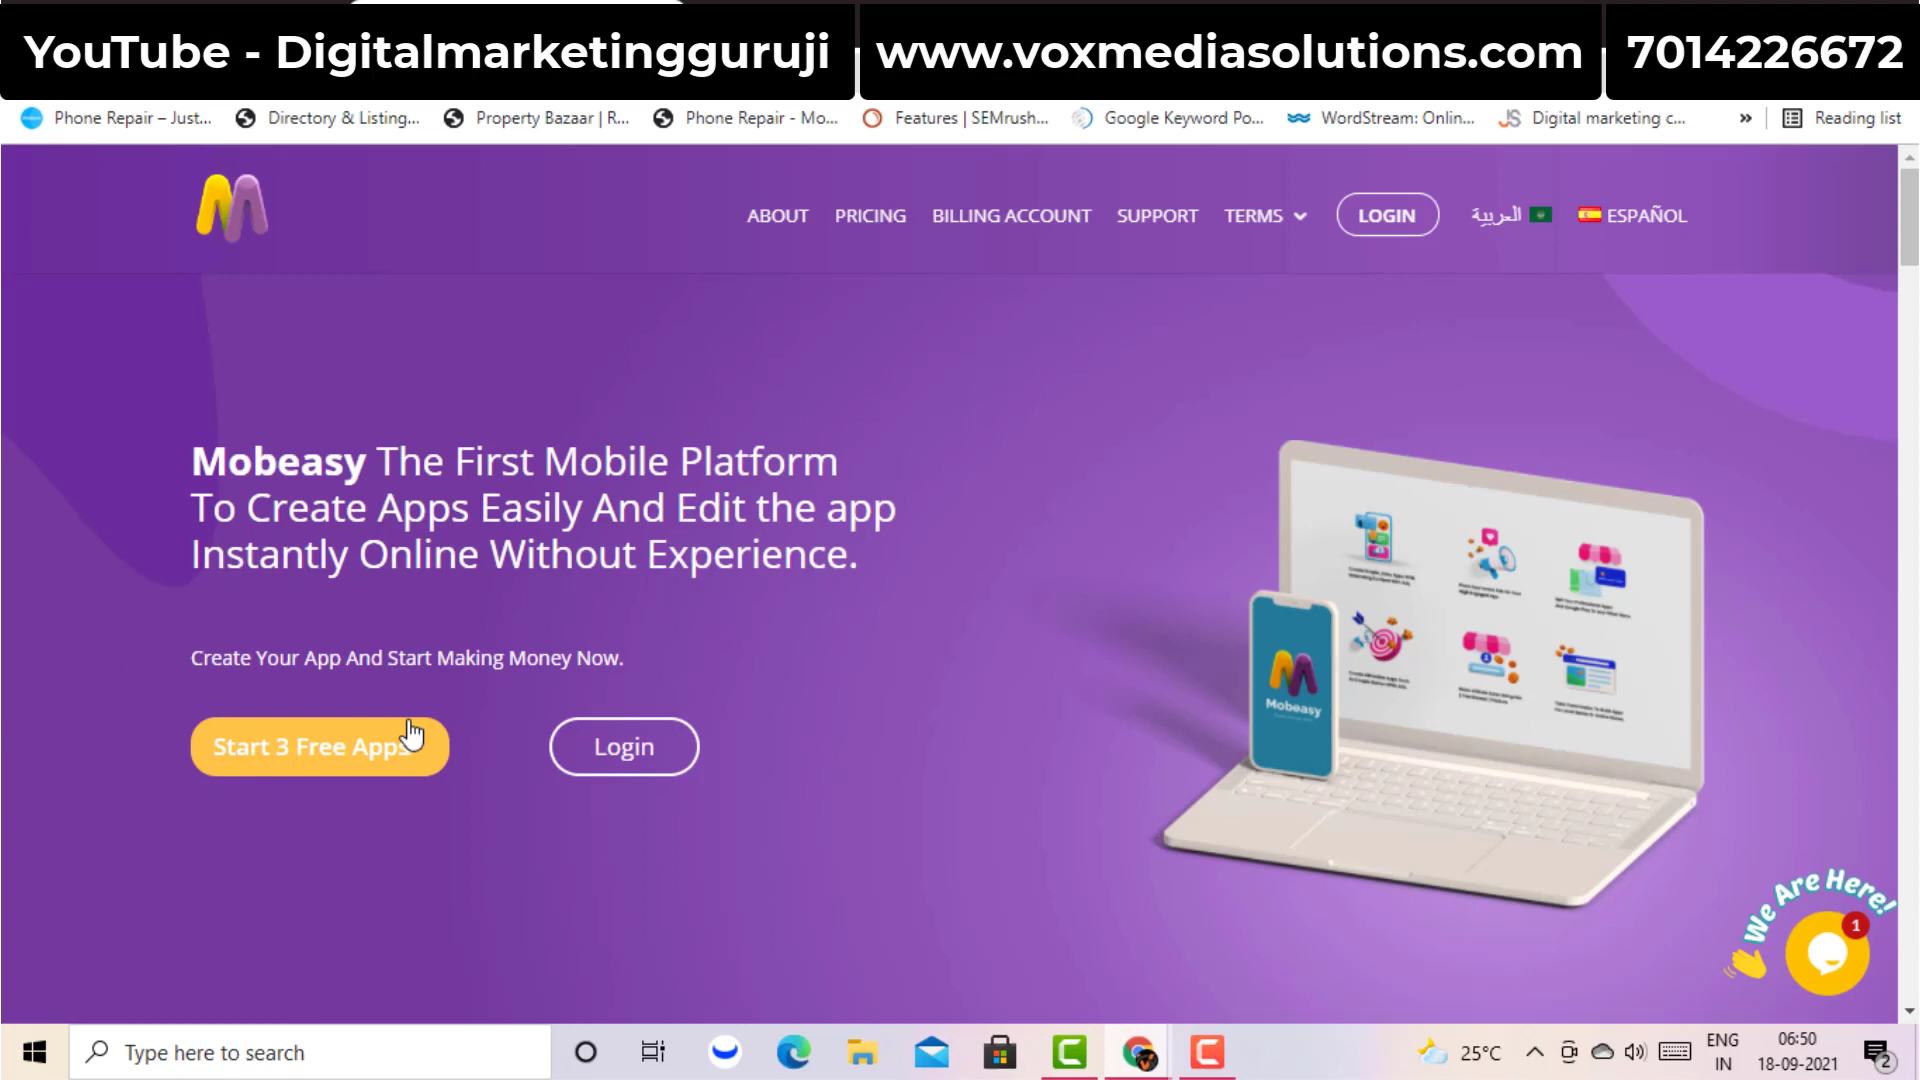 YouTube - Digitalmarketingguruji www.voxmediasolutions.com 7014226672
Phone Repair – Just... Directory & Listing... Property Bazaar | R... Phone Repair - Mo... Features | SEMrush... Google Keyword Po... WordStream: Onlin... Digital marketing c... » Reading list
ABOUT PRICING BILLING ACCOUNT SUPPORT TERMS LOGIN العربية ESPAÑOL
Mobeasy The First Mobile Platform
To Create Apps Easily And Edit the app
Instantly Online Without Experience.
Create Your App And Start Making Money Now.
Start 3 Free Apps Login
Mobeasy
We Are Here!
1
Type here to search
25°C
ENG
IN
06:50
18-09-2021
2